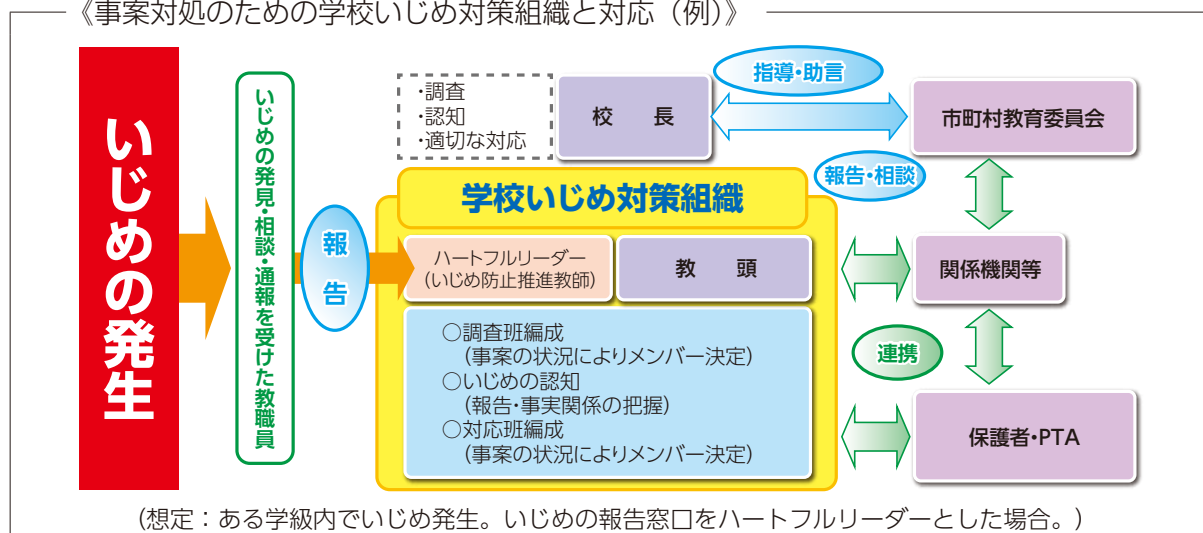 《事案対処のための学校いじめ対策組織と対応（例）》
いじめの発生
いじめの発見・相談・通報を受けた教職員
報告
・調査
・認知
・適切な対応
校　長
指導・助言
市町村教育委員会
報告・相談
学校いじめ対策組織
ハートフルリーダー
（いじめ防止推進教師）
教　頭
関係機関等
○調査班編成
（事案の状況によりメンバー決定）
○いじめの認知
（報告・事実関係の把握）
○対応班編成
（事案の状況によりメンバー決定）
連携
保護者・PTA
（想定：ある学級内でいじめ発生。いじめの報告窓口をハートフルリーダーとした場合。）